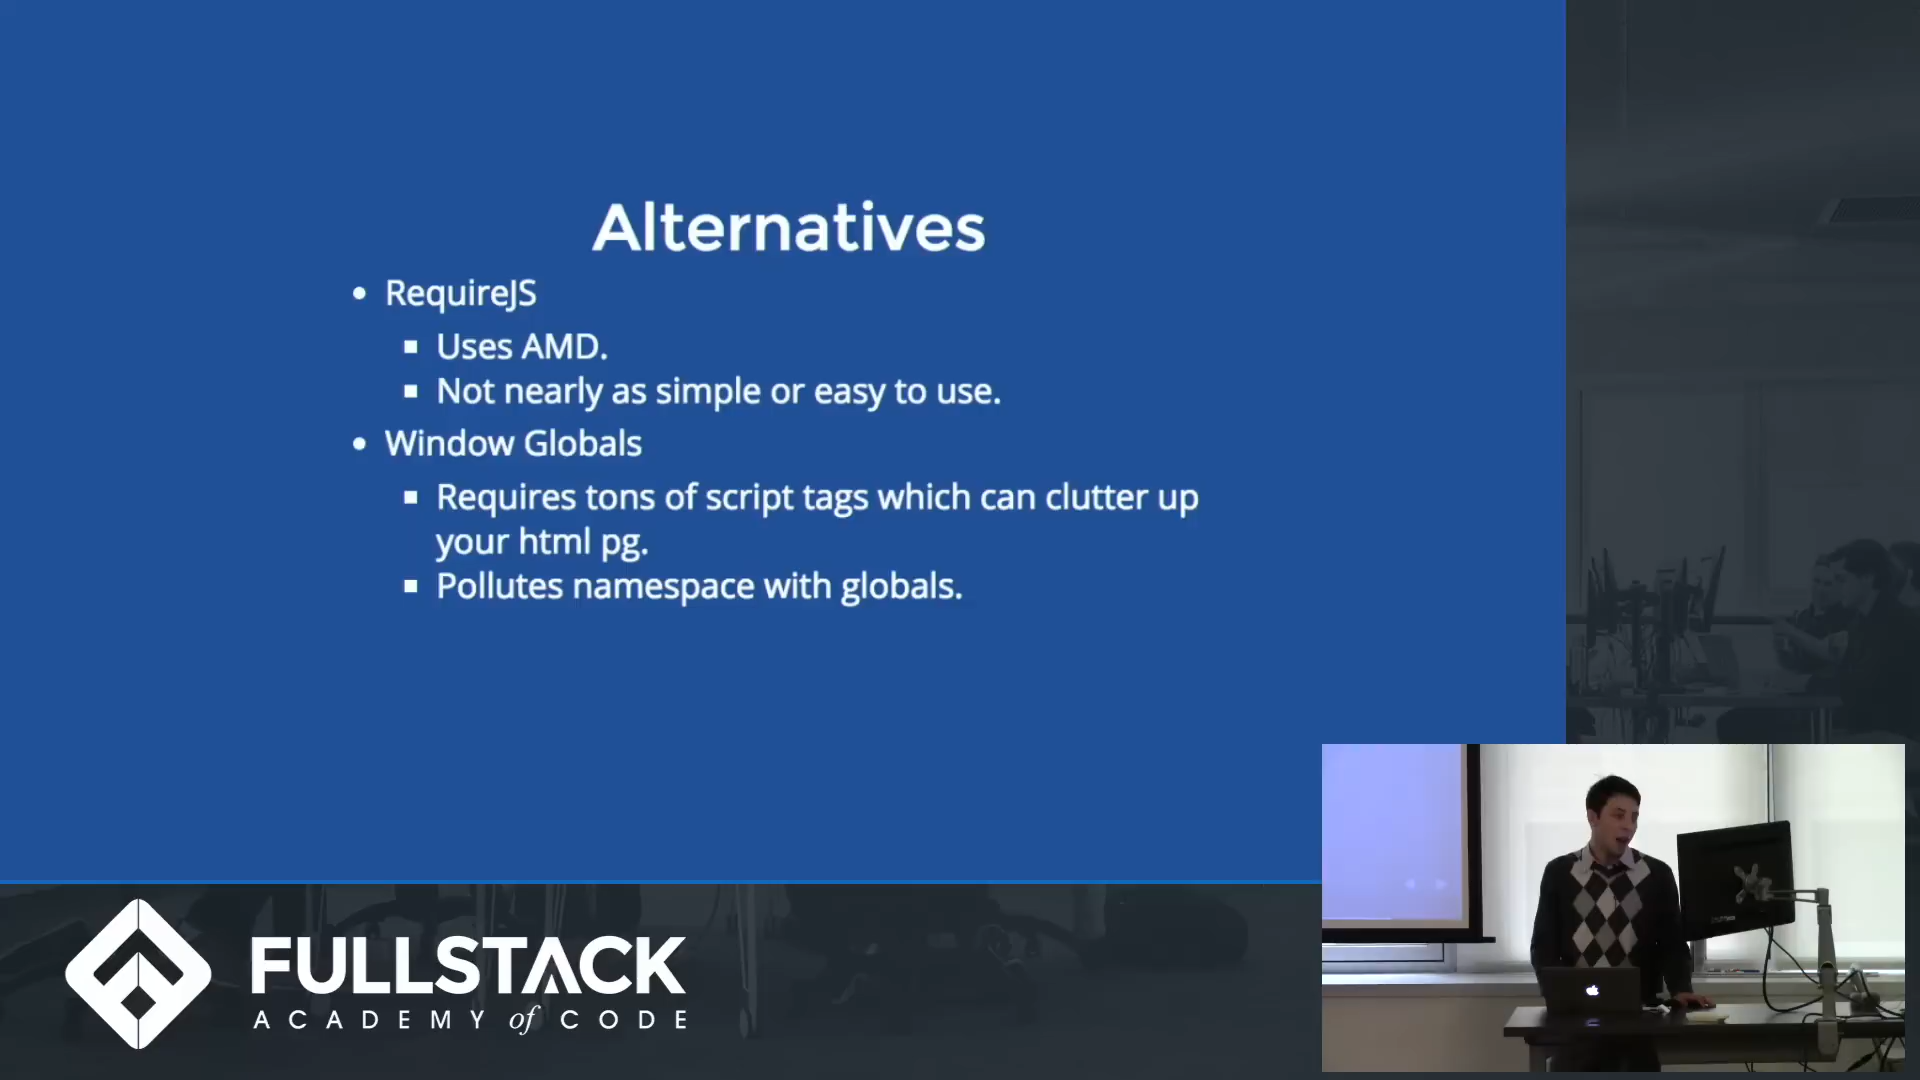 Alternatives
• RequireJS
▪ Uses AMD.
▪ Not nearly as simple or easy to use.
• Window Globals
▪ Requires tons of script tags which can clutter up
your html pg.
▪ Pollutes namespace with globals.
FULLSTACK
ACADEMY of CODE